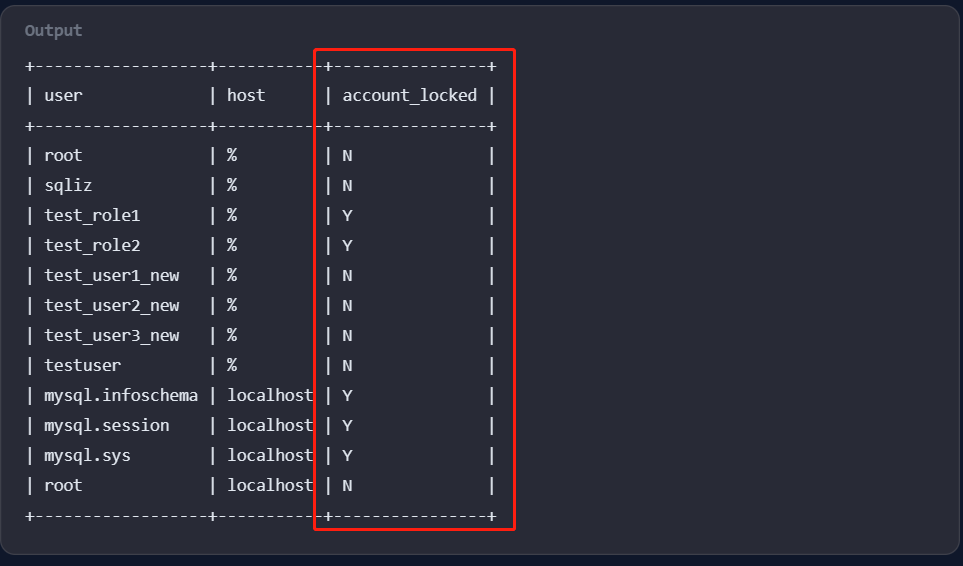 Output
+------------------+-----------+----------------+
| user             | host      | account_locked |
+------------------+-----------+----------------+
| root             | %         | N              |
| sqliz            | %         | N              |
| test_role1       | %         | Y              |
| test_role2       | %         | Y              |
| test_user1_new   | %         | N              |
| test_user2_new   | %         | N              |
| test_user3_new   | %         | N              |
| testuser         | %         | N              |
| mysql.infoschema | localhost | Y              |
| mysql.session    | localhost | Y              |
| mysql.sys        | localhost | Y              |
| root             | localhost | N              |
+------------------+-----------+----------------+